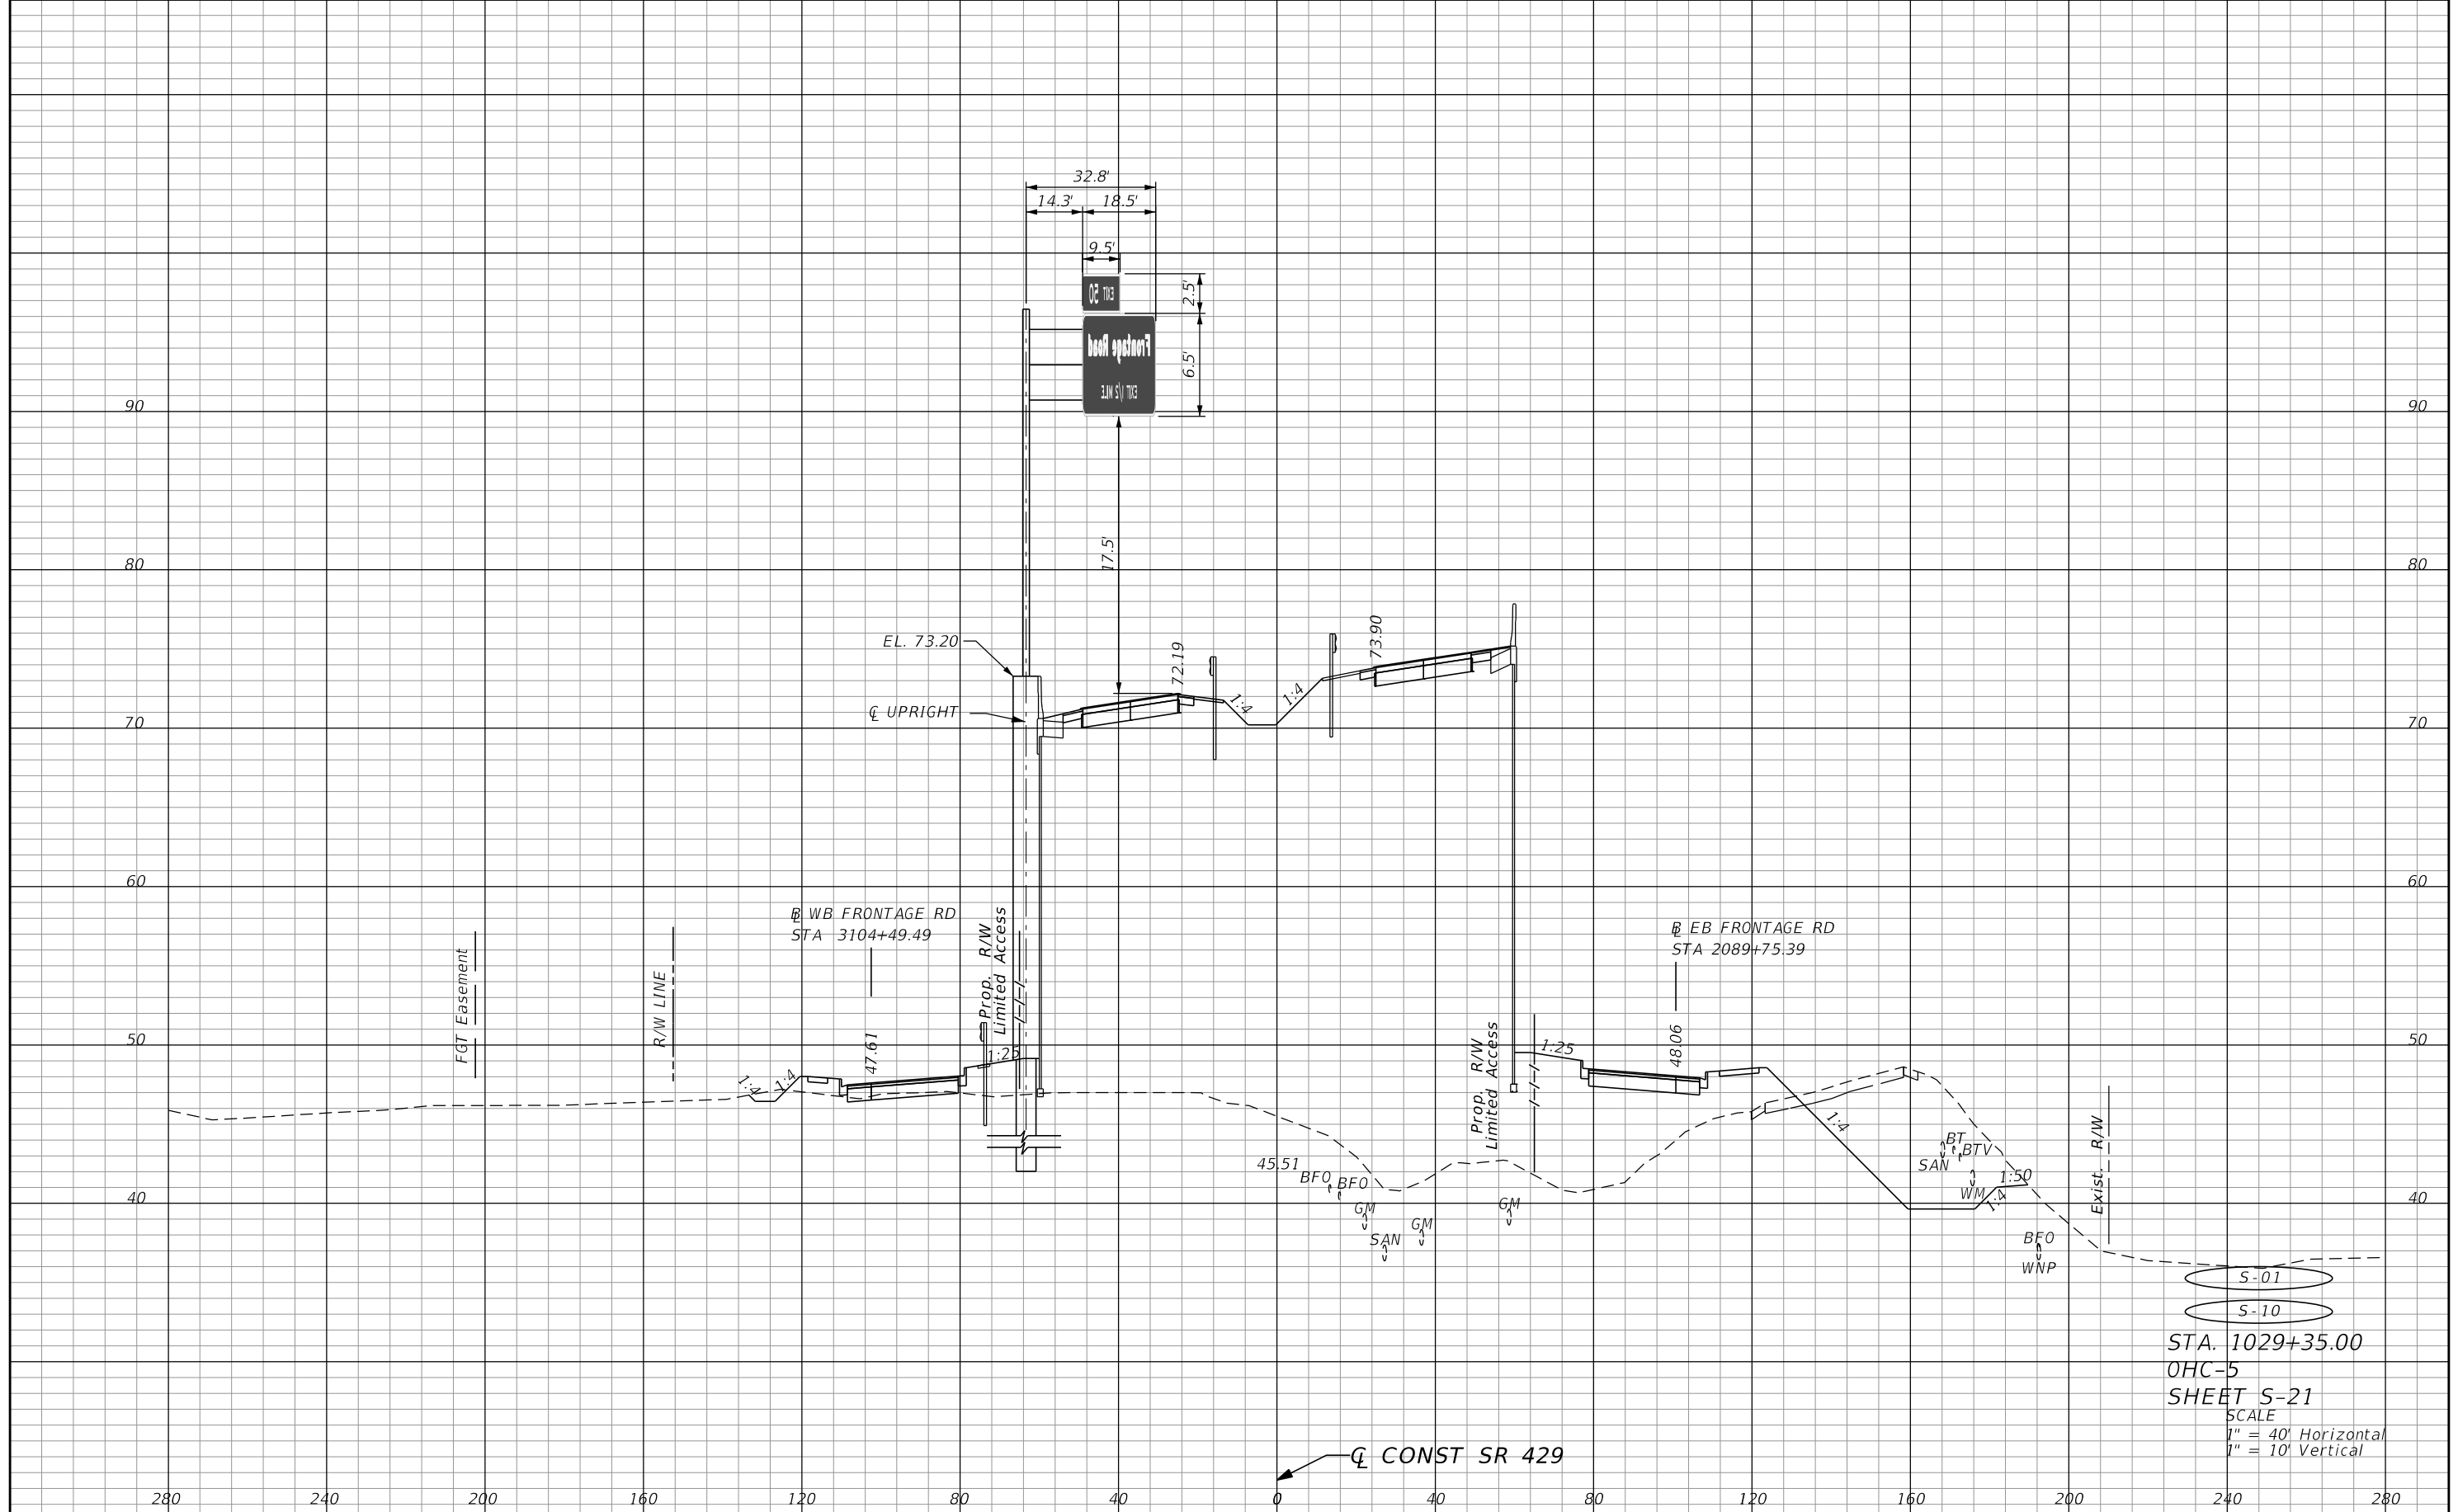 32.8'
14.3'
18.5'
9.5'
EXIT 50
2.5'
Frontage Road
EXIT 1/2 MILE
6.5'
90
90
17.5'
80
80
EL. 73.20
72.19
73.90
℄ UPRIGHT
1:4
1:4
70
70
60
60
BL WB FRONTAGE RD
STA 3104+49.49
BL EB FRONTAGE RD
STA 2089+75.39
FGT Easement
R/W LINE
Prop. R/W
Limited Access
50
50
47.61
1:25
1:4
1:4
Prop. R/W
Limited Access
1:25
48.06
1:4
Exist. R/W
45.51
BFO
BFO
GM
SAN
GM
GM
BT
BTV
SAN
WM
1:50
1:4
40
40
BFO
WNP
S-01
S-10
STA. 1029+35.00
OHC-5
SHEET S-21
SCALE
1" = 40' Horizontal
1" = 10' Vertical
℄ CONST SR 429
280 240 200 160 120 80 40 0 40 80 120 160 200 240 280